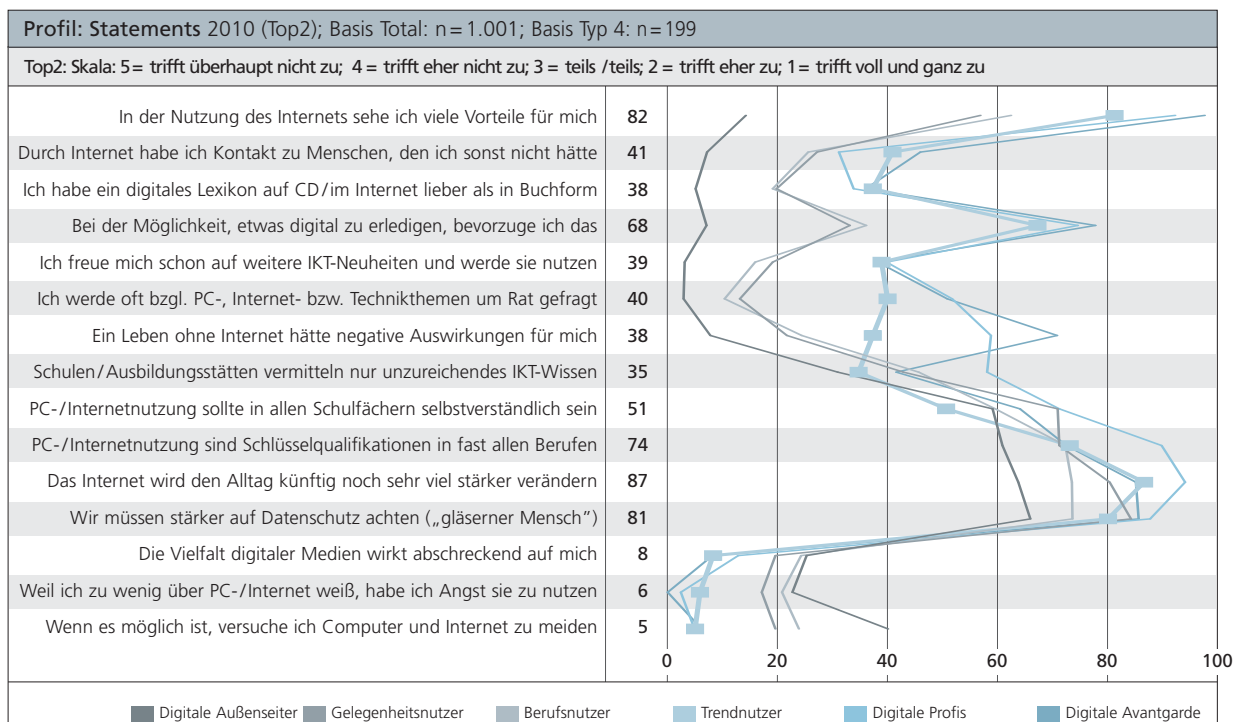 Profil: Statements 2010 (Top2); Basis Total: n=1.001; Basis Typ 4: n=199
Top2: Skala: 5= trifft überhaupt nicht zu; 4 = trifft eher nicht zu; 3 = teils /teils; 2 = trifft eher zu; 1= trifft voll und ganz zu
In der Nutzung des Internets sehe ich viele Vorteile für mich 82
Durch Internet habe ich Kontakt zu Menschen, den ich sonst nicht hätte 41
Ich habe ein digitales Lexikon auf CD/im Internet lieber als in Buchform 38
Bei der Möglichkeit, etwas digital zu erledigen, bevorzuge ich das 68
Ich freue mich schon auf weitere IKT-Neuheiten und werde sie nutzen 39
Ich werde oft bzgl. PC-, Internet- bzw. Technikthemen um Rat gefragt 40
Ein Leben ohne Internet hätte negative Auswirkungen für mich 38
Schulen/Ausbildungsstätten vermitteln nur unzureichendes IKT-Wissen 35
PC-/Internetnutzung sollte in allen Schulfächern selbstverständlich sein 51
PC-/Internetnutzung sind Schlüsselqualifikationen in fast allen Berufen 74
Das Internet wird den Alltag künftig noch sehr viel stärker verändern 87
Wir müssen stärker auf Datenschutz achten („gläserner Mensch") 81
Die Vielfalt digitaler Medien wirkt abschreckend auf mich 8
Weil ich zu wenig über PC-/Internet weiß, habe ich Angst sie zu nutzen 6
Wenn es möglich ist, versuche ich Computer und Internet zu meiden 5
0 20 40 60 80 100
Digitale Außenseiter Gelegenheitsnutzer Berufsnutzer Trendnutzer Digitale Profis Digitale Avantgarde